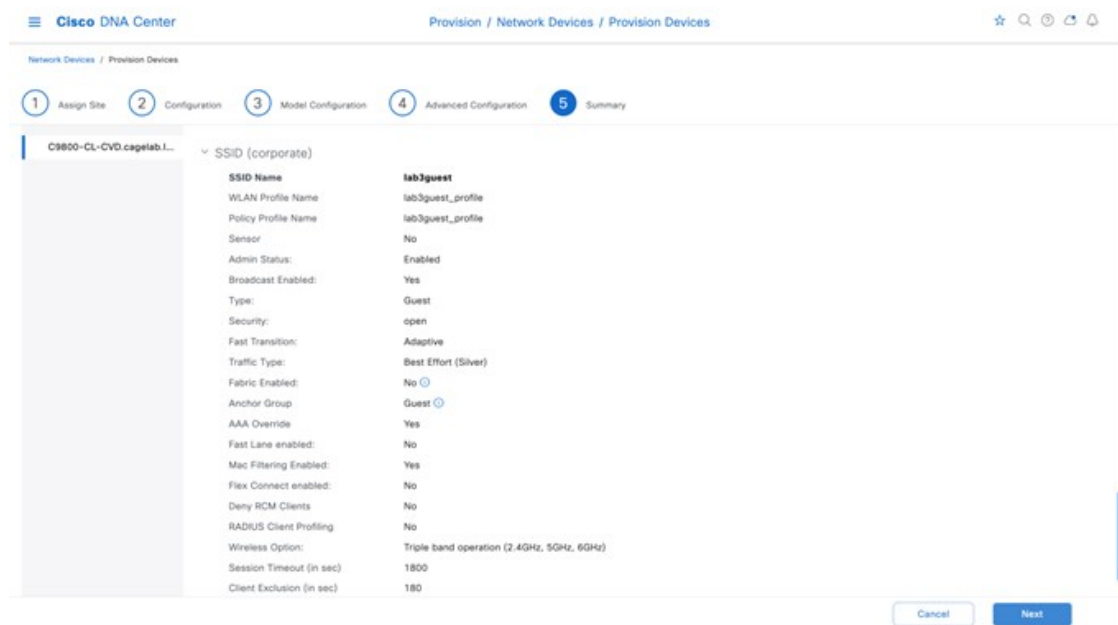 Cisco DNA Center
Provision / Network Devices / Provision Devices
Network Devices / Provision Devices
1 Assign Site 2 Configuration 3 Model Configuration 4 Advanced Configuration 5 Summary
C9800-CL-CVD.cagelab.l...
SSID (corporate)
SSID Name lab3guest
WLAN Profile Name lab3guest_profile
Policy Profile Name lab3guest_profile
Sensor No
Admin Status: Enabled
Broadcast Enabled: Yes
Type: Guest
Security: open
Fast Transition: Adaptive
Traffic Type: Best Effort (Silver)
Fabric Enabled: No
Anchor Group Guest
AAA Override Yes
Fast Lane enabled: No
Mac Filtering Enabled: Yes
Flex Connect enabled: No
Deny RCM Clients No
RADIUS Client Profiling No
Wireless Option: Triple band operation (2.4GHz, 5GHz, 6GHz)
Session Timeout (in sec) 1800
Client Exclusion (in sec) 180
Cancel Next